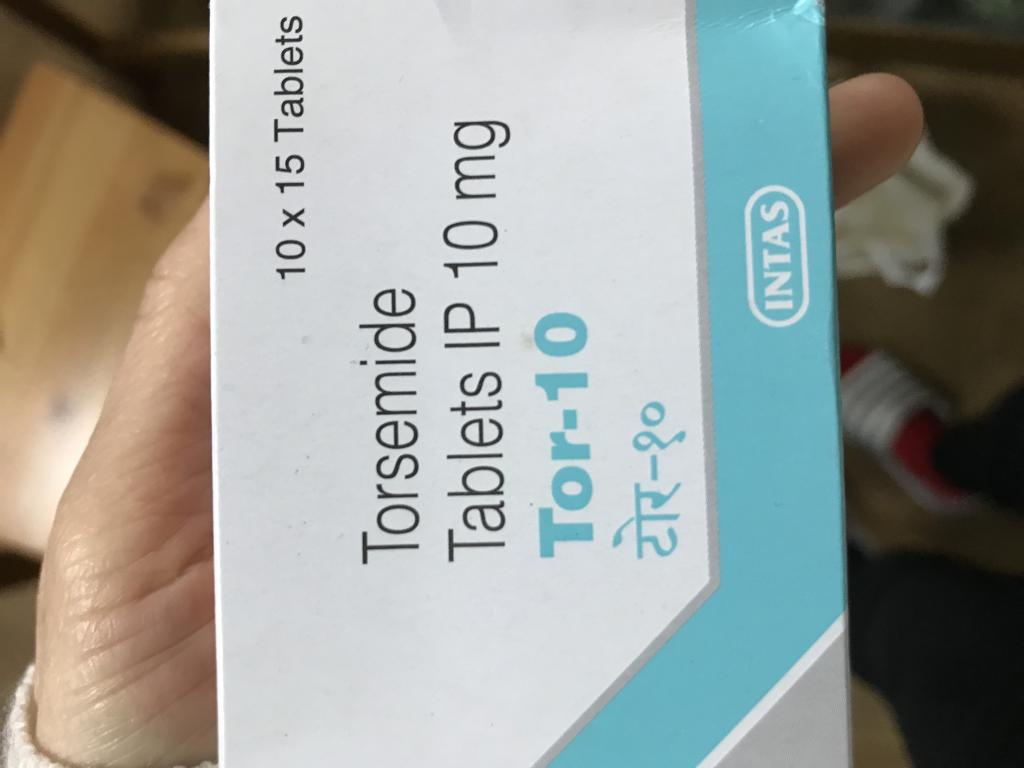 10 x 15 Tablets
Torsemide
Tablets IP 10 mg
Tor-10
टोर-१०
INTAS